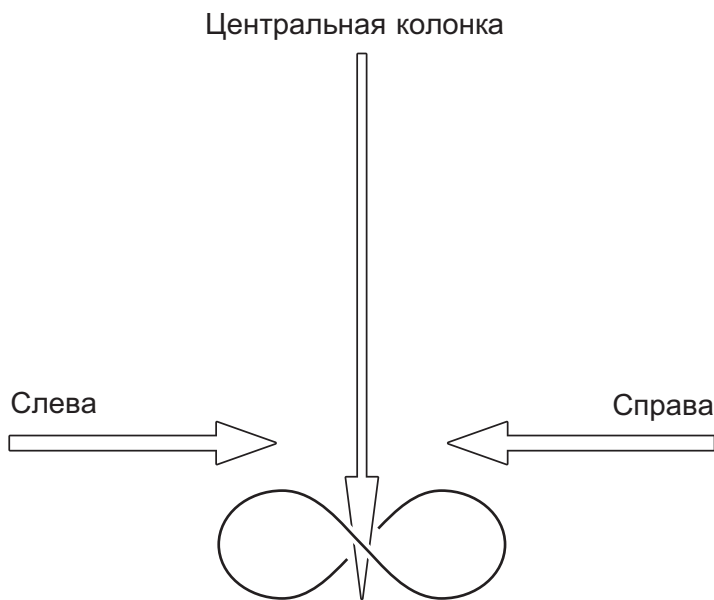 Центральная колонка
Слева
Справа